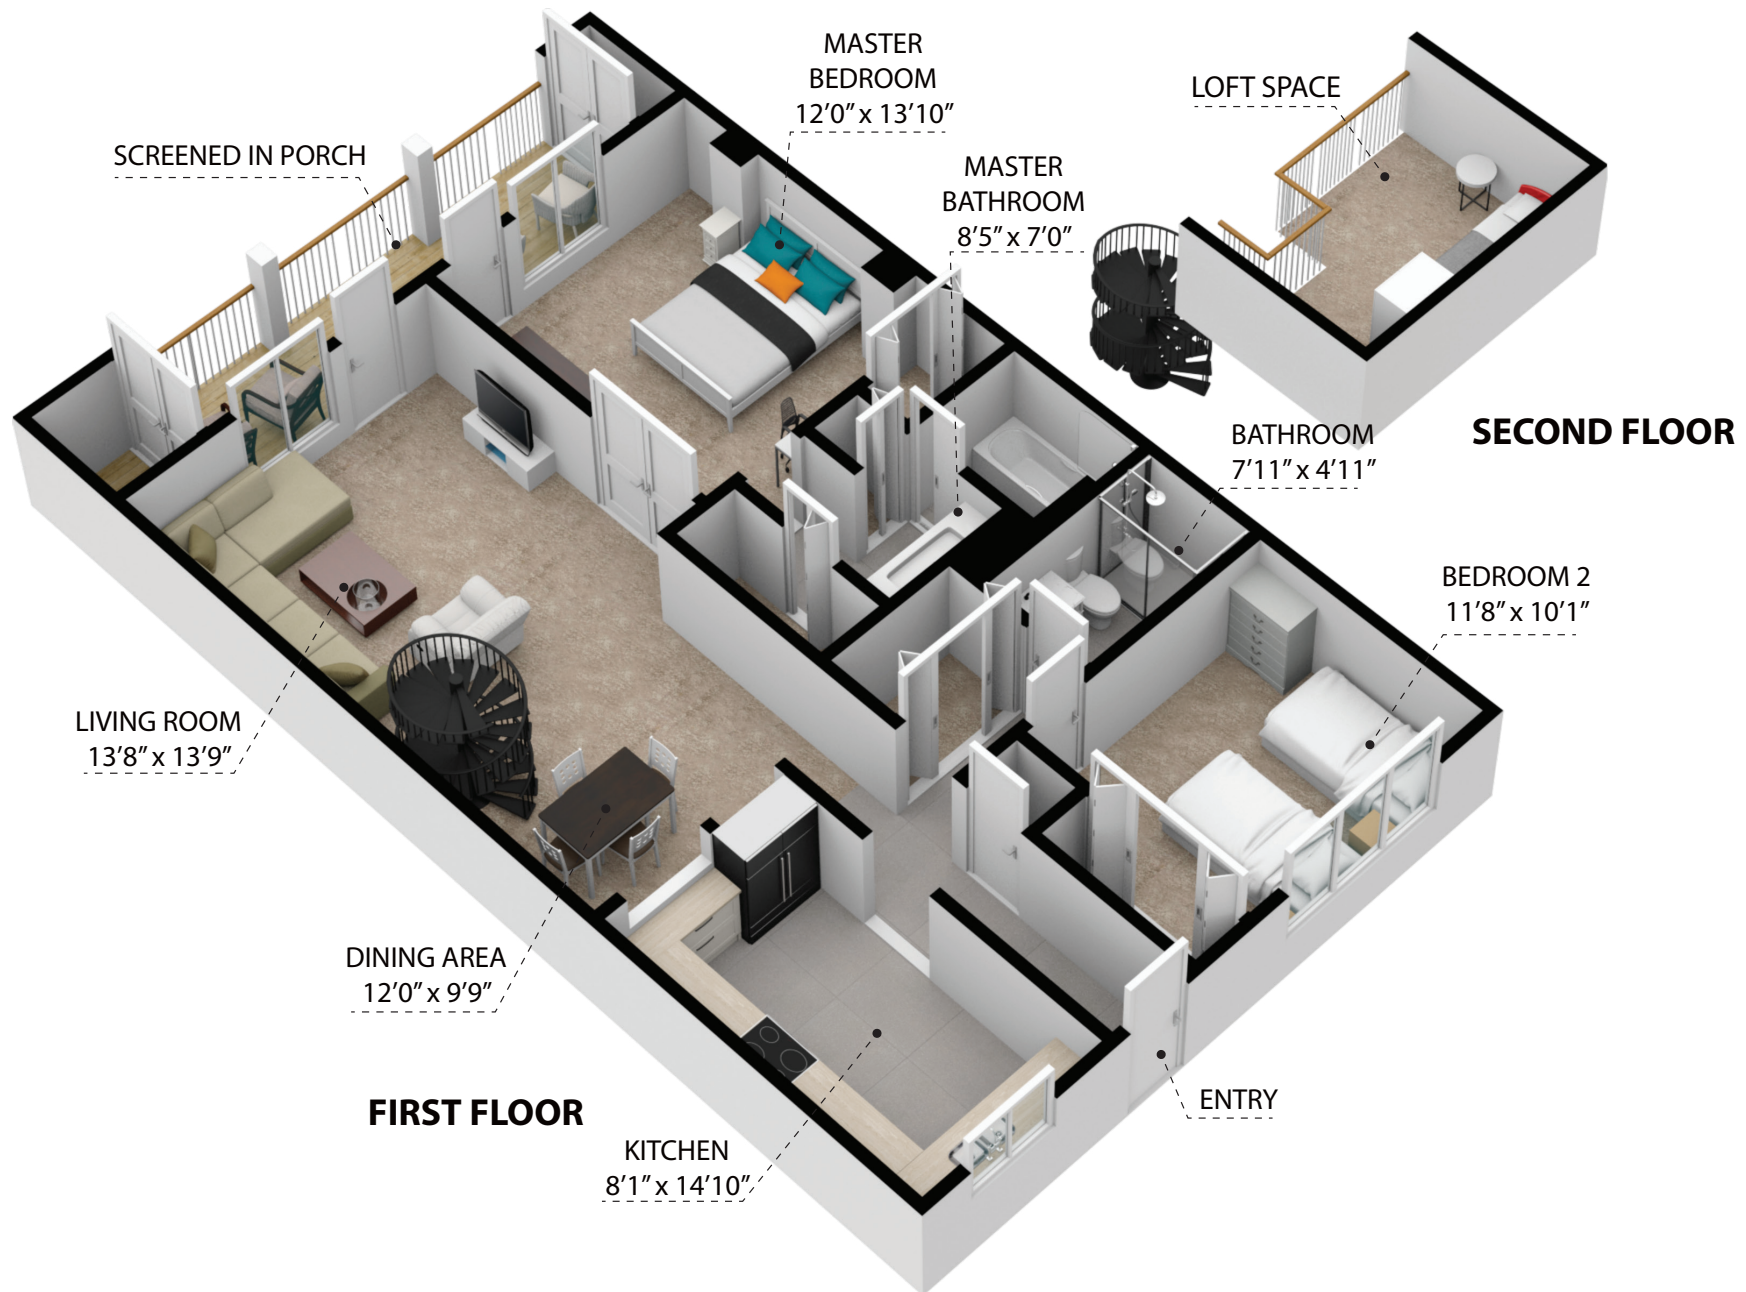 MASTER
BEDROOM
12'0" x 13'10"
LOFT SPACE
SCREENED IN PORCH
MASTER
BATHROOM
8'5" x 7'0"
SECOND FLOOR
BATHROOM
7'11" x 4'11"
BEDROOM 2
11'8" x 10'1"
LIVING ROOM
13'8" x 13'9"
DINING AREA
12'0" x 9'9"
FIRST FLOOR
ENTRY
KITCHEN
8'1" x 14'10"